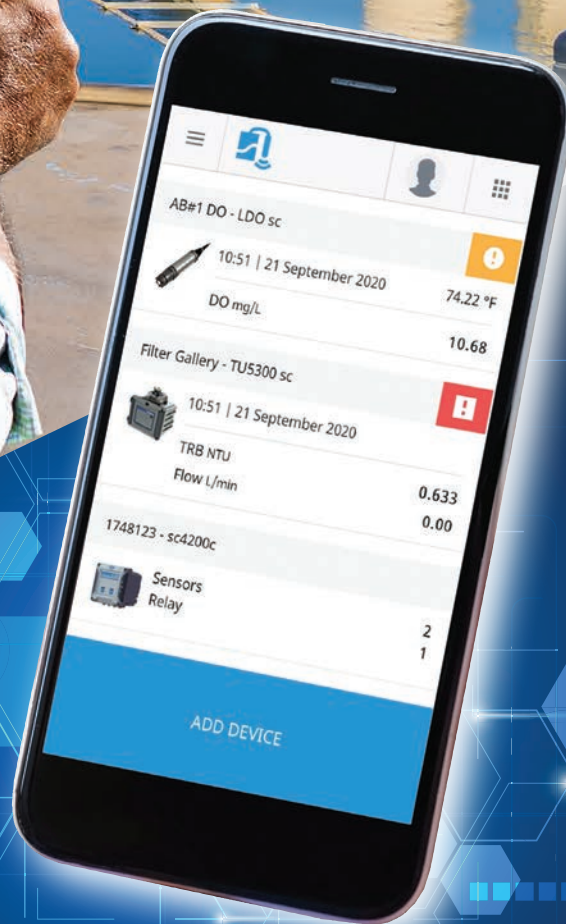 AB#1 DO - LDO sc
10:51 | 21 September 2020 74.22 °F
DO mg/L 10.68
Filter Gallery - TU5300 sc
10:51 | 21 September 2020
TRB NTU 0.633
Flow L/min 0.00
1748123 - sc4200c
Sensors 2
Relay 1
ADD DEVICE